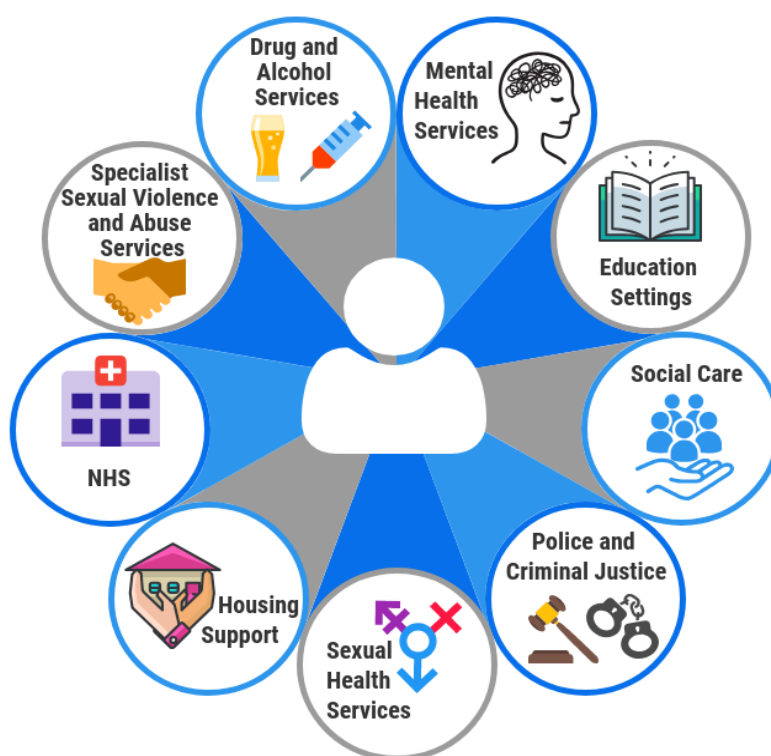 Drug and
Alcohol
Services
Mental
Health
Services
Education
Settings
Social Care
Police and
Criminal Justice
Sexual
Health
Services
Housing
Support
NHS
Specialist
Sexual Violence
and Abuse
Services